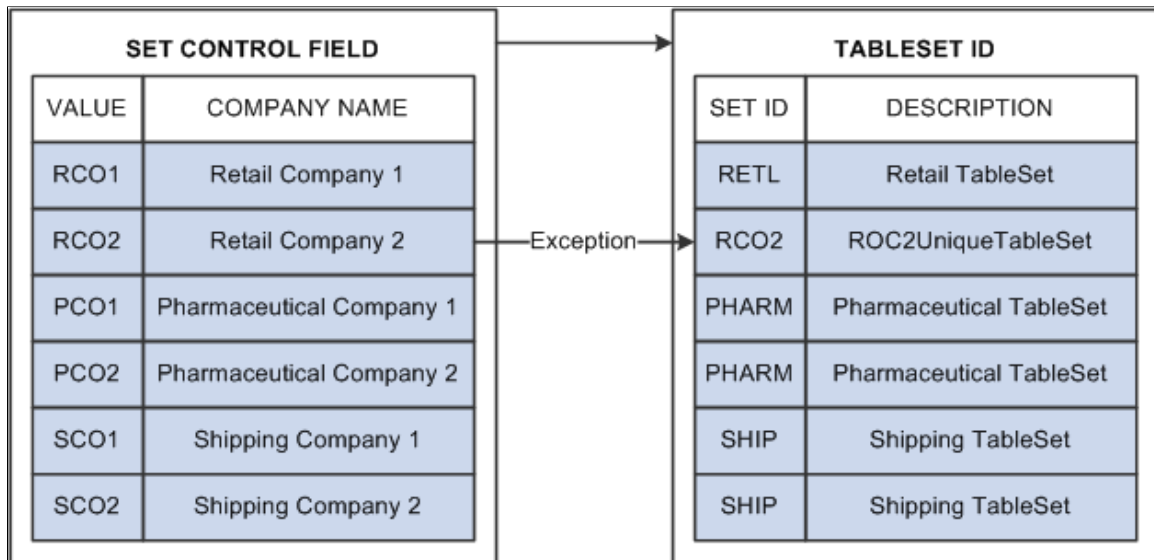 SET CONTROL FIELD
VALUE COMPANY NAME
RCO1 Retail Company 1
RCO2 Retail Company 2
PCO1 Pharmaceutical Company 1
PCO2 Pharmaceutical Company 2
SCO1 Shipping Company 1
SCO2 Shipping Company 2
Exception
TABLESET ID
SET ID DESCRIPTION
RETL Retail TableSet
RCO2 ROC2UniqueTableSet
PHARM Pharmaceutical TableSet
PHARM Pharmaceutical TableSet
SHIP Shipping TableSet
SHIP Shipping TableSet